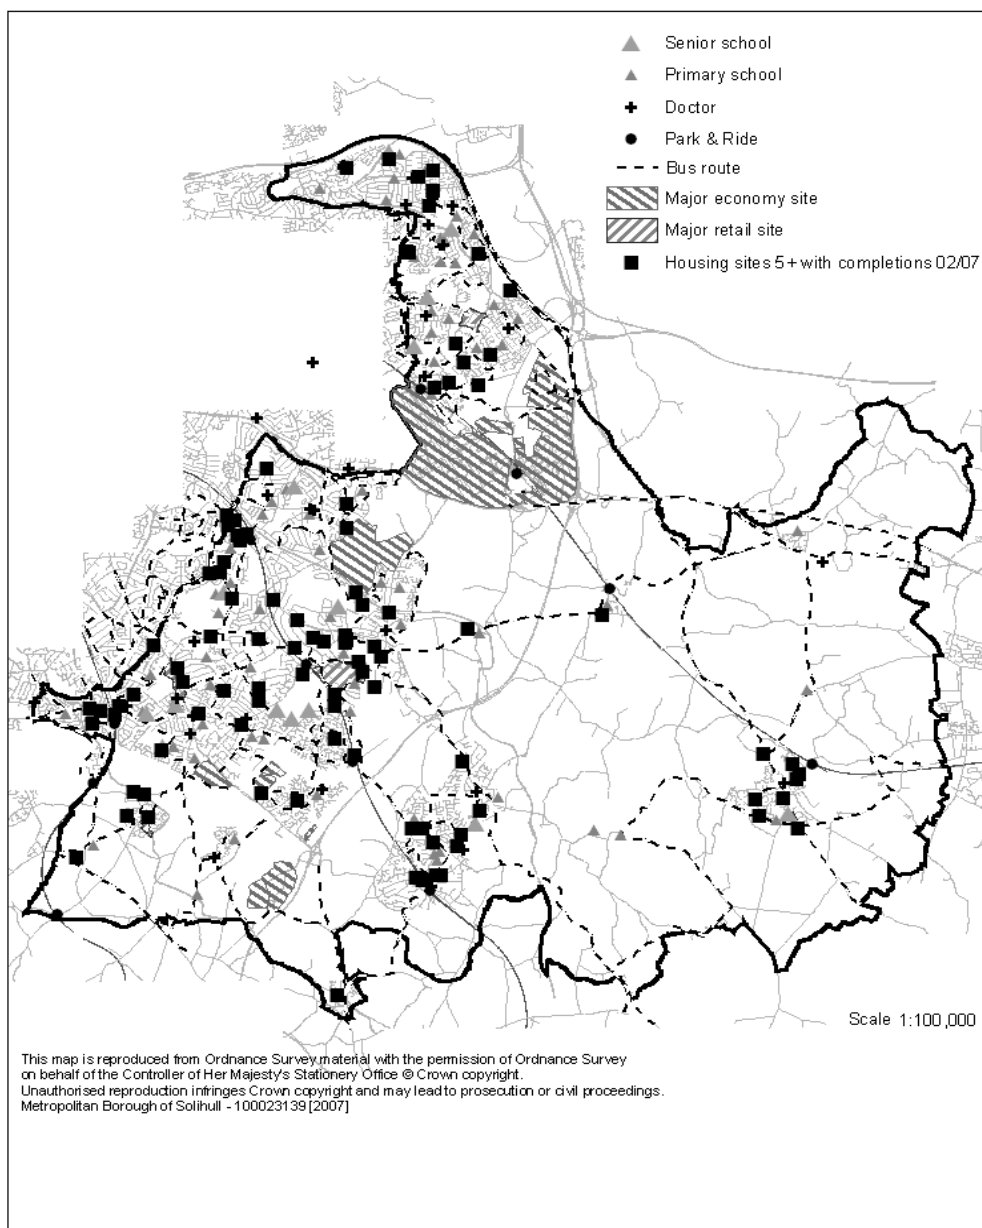 Senior school
Primary school
Doctor
Park & Ride
Bus route
Major economy site
Major retail site
Housing sites 5+ with completions 02/07
Scale 1:100,000
This map is reproduced from Ordnance Survey material with the permission of Ordnance Survey
on behalf of the Controller of Her Majesty's Stationery Office © Crown copyright.
Unauthorised reproduction infringes Crown copyright and may lead to prosecution or civil proceedings.
Metropolitan Borough of Solihull - 100023139 [2007]